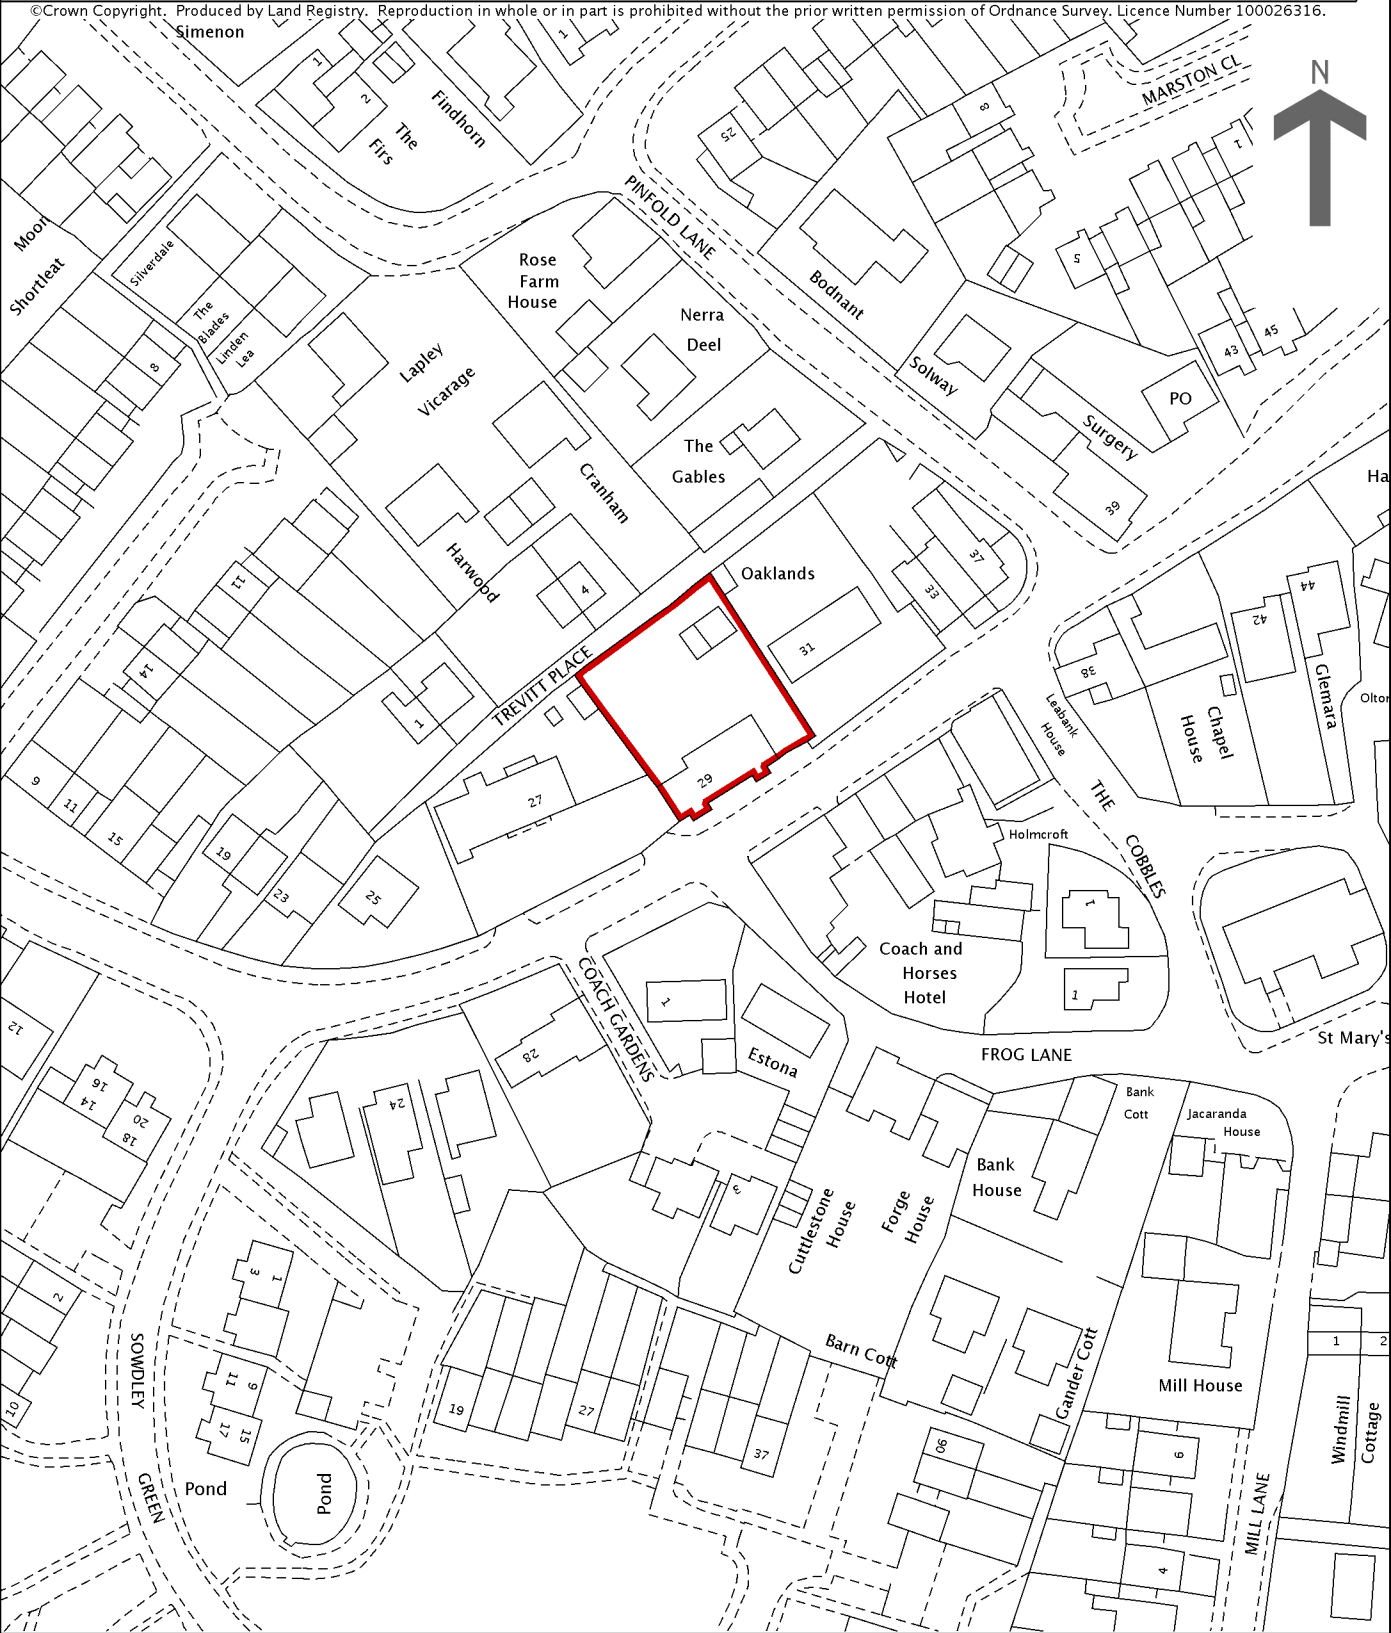 ©Crown Copyright. Produced by Land Registry. Reproduction in whole or in part is prohibited without the prior written permission of Ordnance Survey. Licence Number 100026316.
Simenon
1
2
The
Firs
Findhorn
1
25
8
MARSTON CL
N
1
Moor
Shortleat
Silverdale
The
Blades
Linden
Lea
8
PINFOLD LANE
Rose
Farm
House
Nerra
Deel
Bodnant
5
Solway
43
45
PO
Surgery
39
Lapley
Vicarage
The
Gables
Cranham
Harwood
4
Oaklands
31
33
37
Ha
44
42
38
Glemara
Chapel
House
Leabank
House
Olton
11
14
9
11
15
1
TREVITT PLACE
19
23
25
27
29
THE
COBBLES
Holmcroft
1
1
Coach and
Horses
Hotel
FROG LANE
St Mary's
COACH GARDENS
1
Estona
28
24
12
16
14
20
18
3
Cuttlestone
House
Forge
House
Bank
House
Bank
Cott
Jacaranda
House
2
10
3
1
11
9
17
15
SOWDLEY
GREEN
Pond
Pond
19
27
37
Barn Cott
Gander Cott
Mill House
1
2
Windmill
Cottage
90
6
4
MILL LANE